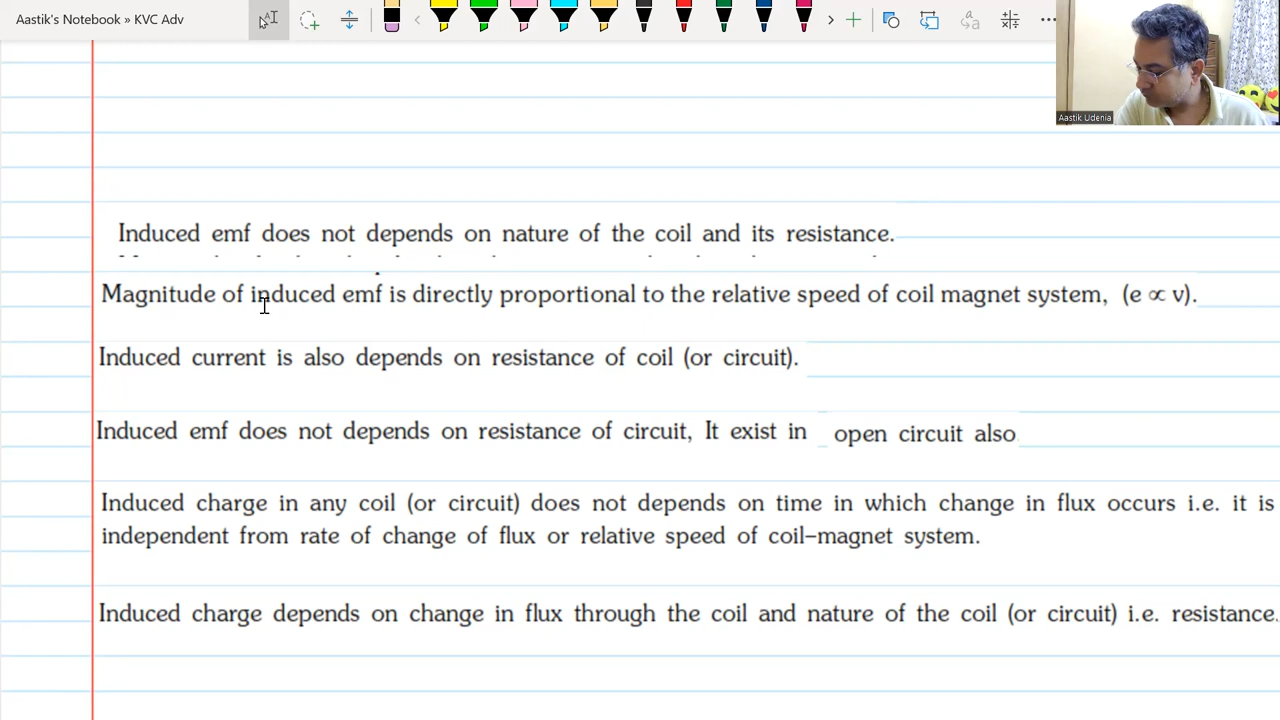 Aastik's Notebook » KVC Adv
Aastik Udenia
Induced emf does not depends on nature of the coil and its resistance.
Magnitude of induced emf is directly proportional to the relative speed of coil magnet system, (e ∝ v).
Induced current is also depends on resistance of coil (or circuit).
Induced emf does not depends on resistance of circuit, It exist in open circuit also
Induced charge in any coil (or circuit) does not depends on time in which change in flux occurs i.e. it is
independent from rate of change of flux or relative speed of coil–magnet system.
Induced charge depends on change in flux through the coil and nature of the coil (or circuit) i.e. resistance.